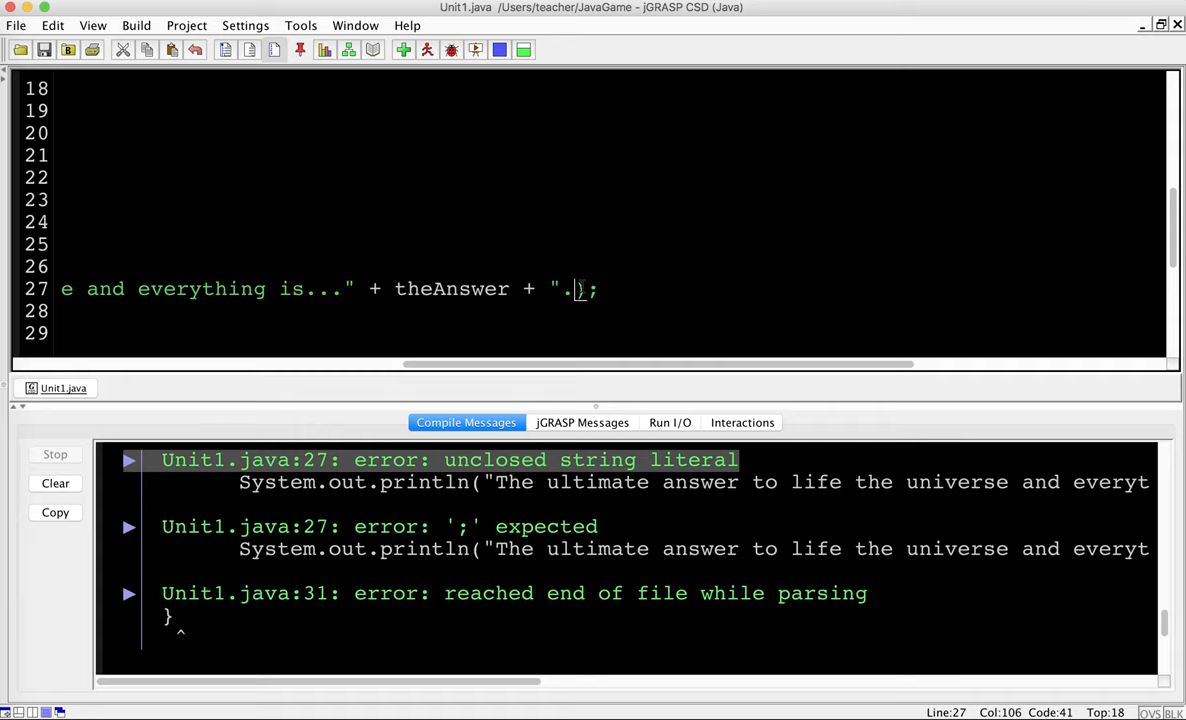 Unit1.java /Users/teacher/JavaGame - jGRASP CSD (Java)
File Edit View Build Project Settings Tools Window Help
18
19
20
21
22
23
24
25
26
27 e and everything is..." + theAnswer + ".);
28
29
Unit1.java
Compile Messages jGRASP Messages Run I/O Interactions
Stop
Clear
Copy
Unit1.java:27: error: unclosed string literal
System.out.println("The ultimate answer to life the universe and everyt
Unit1.java:27: error: ';' expected
System.out.println("The ultimate answer to life the universe and everyt
Unit1.java:31: error: reached end of file while parsing
}
^
Line:27 Col:106 Code:41 Top:18 OVS BLK